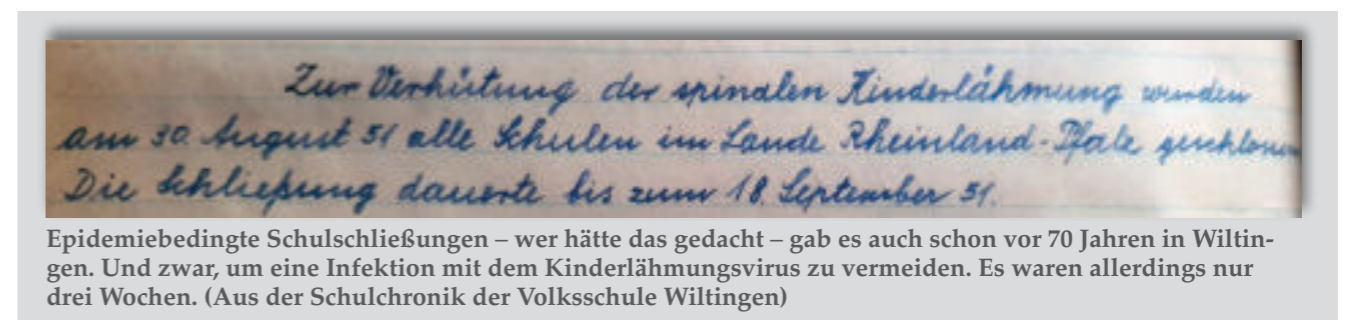 Zur Verhütung der spinalen Kinderlähmung wurden
am 30. August 51 alle Schulen im Lande Rheinland-Pfalz geschlossen
Die Schließung dauerte bis zum 18. September 51.
Epidemiebedingte Schulschließungen – wer hätte das gedacht – gab es auch schon vor 70 Jahren in Wiltin-
gen. Und zwar, um eine Infektion mit dem Kinderlähmungsvirus zu vermeiden. Es waren allerdings nur
drei Wochen. (Aus der Schulchronik der Volksschule Wiltingen)